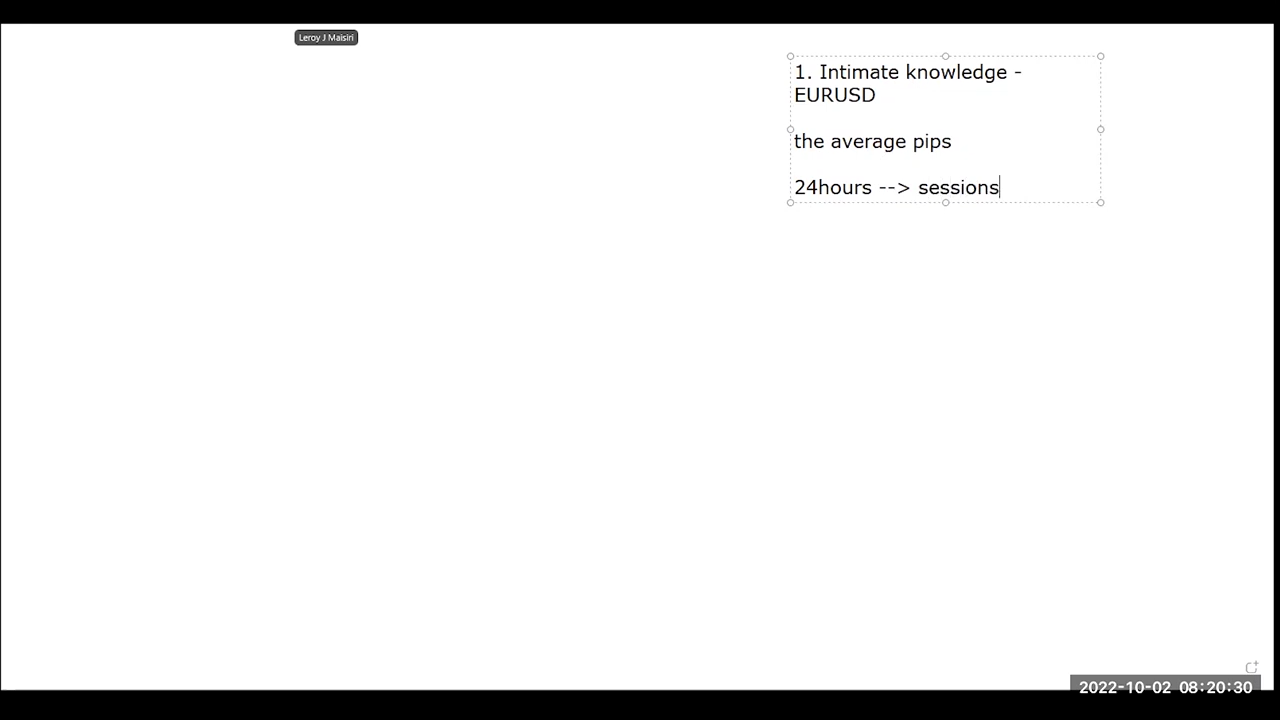 Leroy J Maisiri
1. Intimate knowledge -
EURUSD
the average pips
24hours --> sessions
2022-10-02 08:20:30